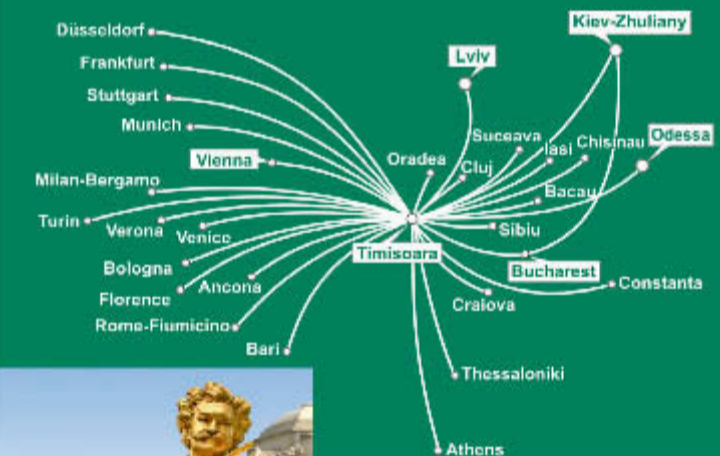 Düsseldorf
Kiev-Zhuliany
Lviv
Frankfurt
Stuttgart
Munich
Suceava
Iasi
Chisinau
Odessa
Vienna
Oradea
Cluj
Milan-Bergamo
Bacau
Turin
Verona
Venice
Sibiu
Timisoara
Bologna
Bucharest
Florence
Ancona
Constanta
Craiova
Rome-Fiumicino
Bari
Thessaloniki
Athens